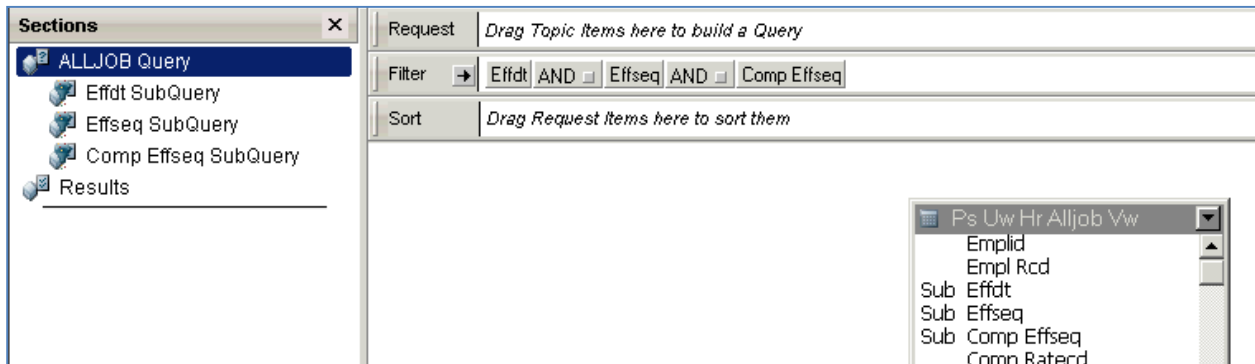 Sections X
ALLJOB Query
Effdt SubQuery
Effseq SubQuery
Comp Effseq SubQuery
Results
Request Drag Topic Items here to build a Query
Filter Effdt AND Effseq AND Comp Effseq
Sort Drag Request Items here to sort them
Ps Uw Hr Alljob Vw
Emplid
Empl Rcd
Sub Effdt
Sub Effseq
Sub Comp Effseq
Comp Ratecd